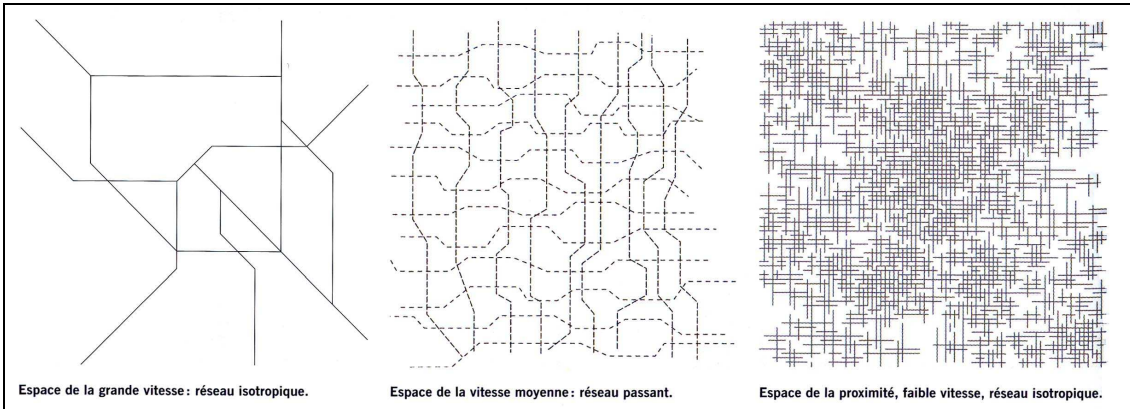 Espace de la grande vitesse : réseau isotropique.
Espace de la vitesse moyenne : réseau passant.
Espace de la proximité, faible vitesse, réseau isotropique.